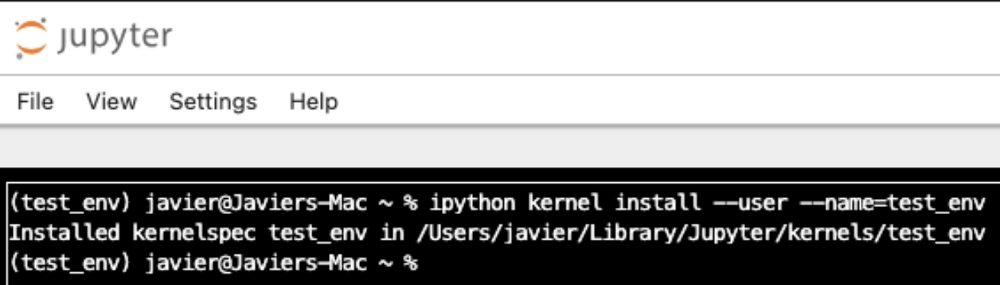 jupyter
File View Settings Help
(test_env) javier@Javiers-Mac ~ % ipython kernel install --user --name=test_env
Installed kernelspec test_env in /Users/javier/Library/Jupyter/kernels/test_env
(test_env) javier@Javiers-Mac ~ %